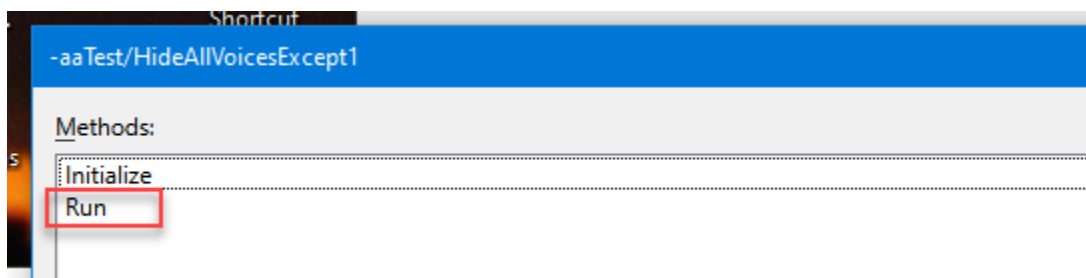 Shortcut
-aaTest/HideAllVoicesExcept1
Methods:
s
Initialize
Run